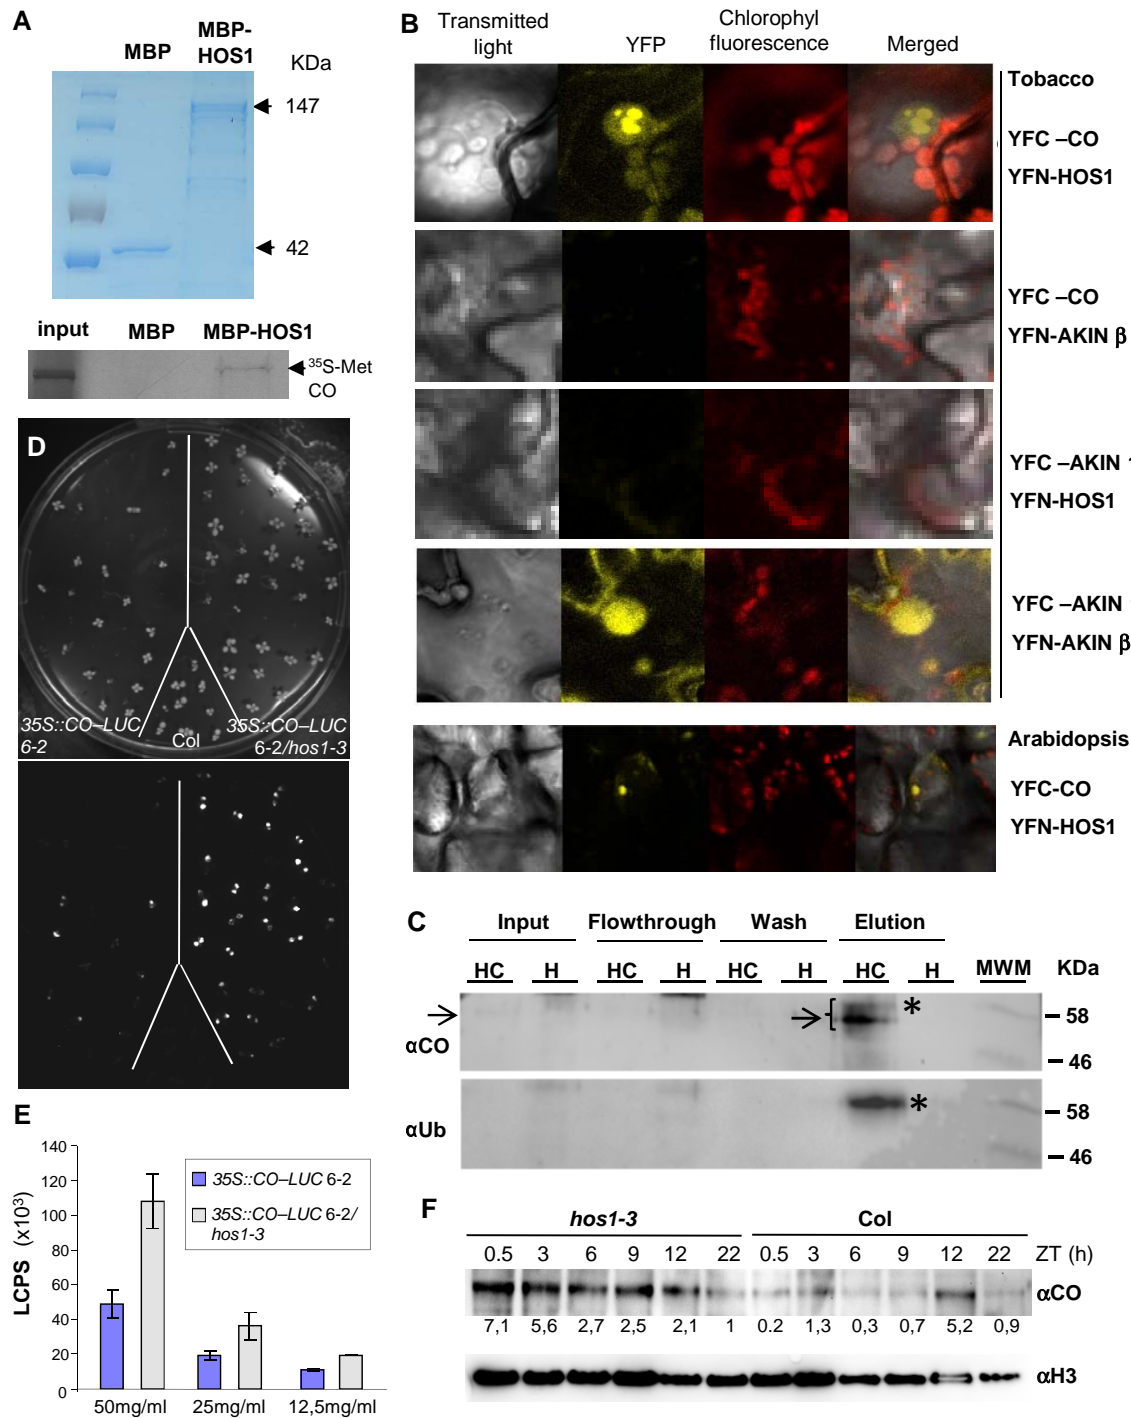 A
MBP
MBP-
HOS1
KDa
147
42
input
MBP
MBP-HOS1
35S-Met
CO
B
Transmitted
light
YFP
Chlorophyl
fluorescence
Merged
Tobacco
YFC –CO
YFN-HOS1
YFC –CO
YFN-AKIN β
YFC –AKIN
YFN-HOS1
YFC –AKIN
YFN-AKIN β
Arabidopsis
YFC-CO
YFN-HOS1
C
Input
Flowthrough
Wash
Elution
HC
H
HC
H
HC
H
HC
H
MWM
KDa
αCO
*
58
46
αUb
*
58
46
D
35S::CO–LUC
6-2
Col
35S::CO–LUC
6-2/hos1-3
E
LCPS (x10³)
140
120
100
80
60
40
20
0
35S::CO–LUC 6-2
35S::CO–LUC 6-2/
hos1-3
50mg/ml
25mg/ml
12,5mg/ml
F
hos1-3
Col
0.5 3 6 9 12 22 0.5 3 6 9 12 22 ZT (h)
αCO
7,1 5,6 2,7 2,5 2,1 1 0.2 1,3 0,3 0,7 5,2 0,9
αH3